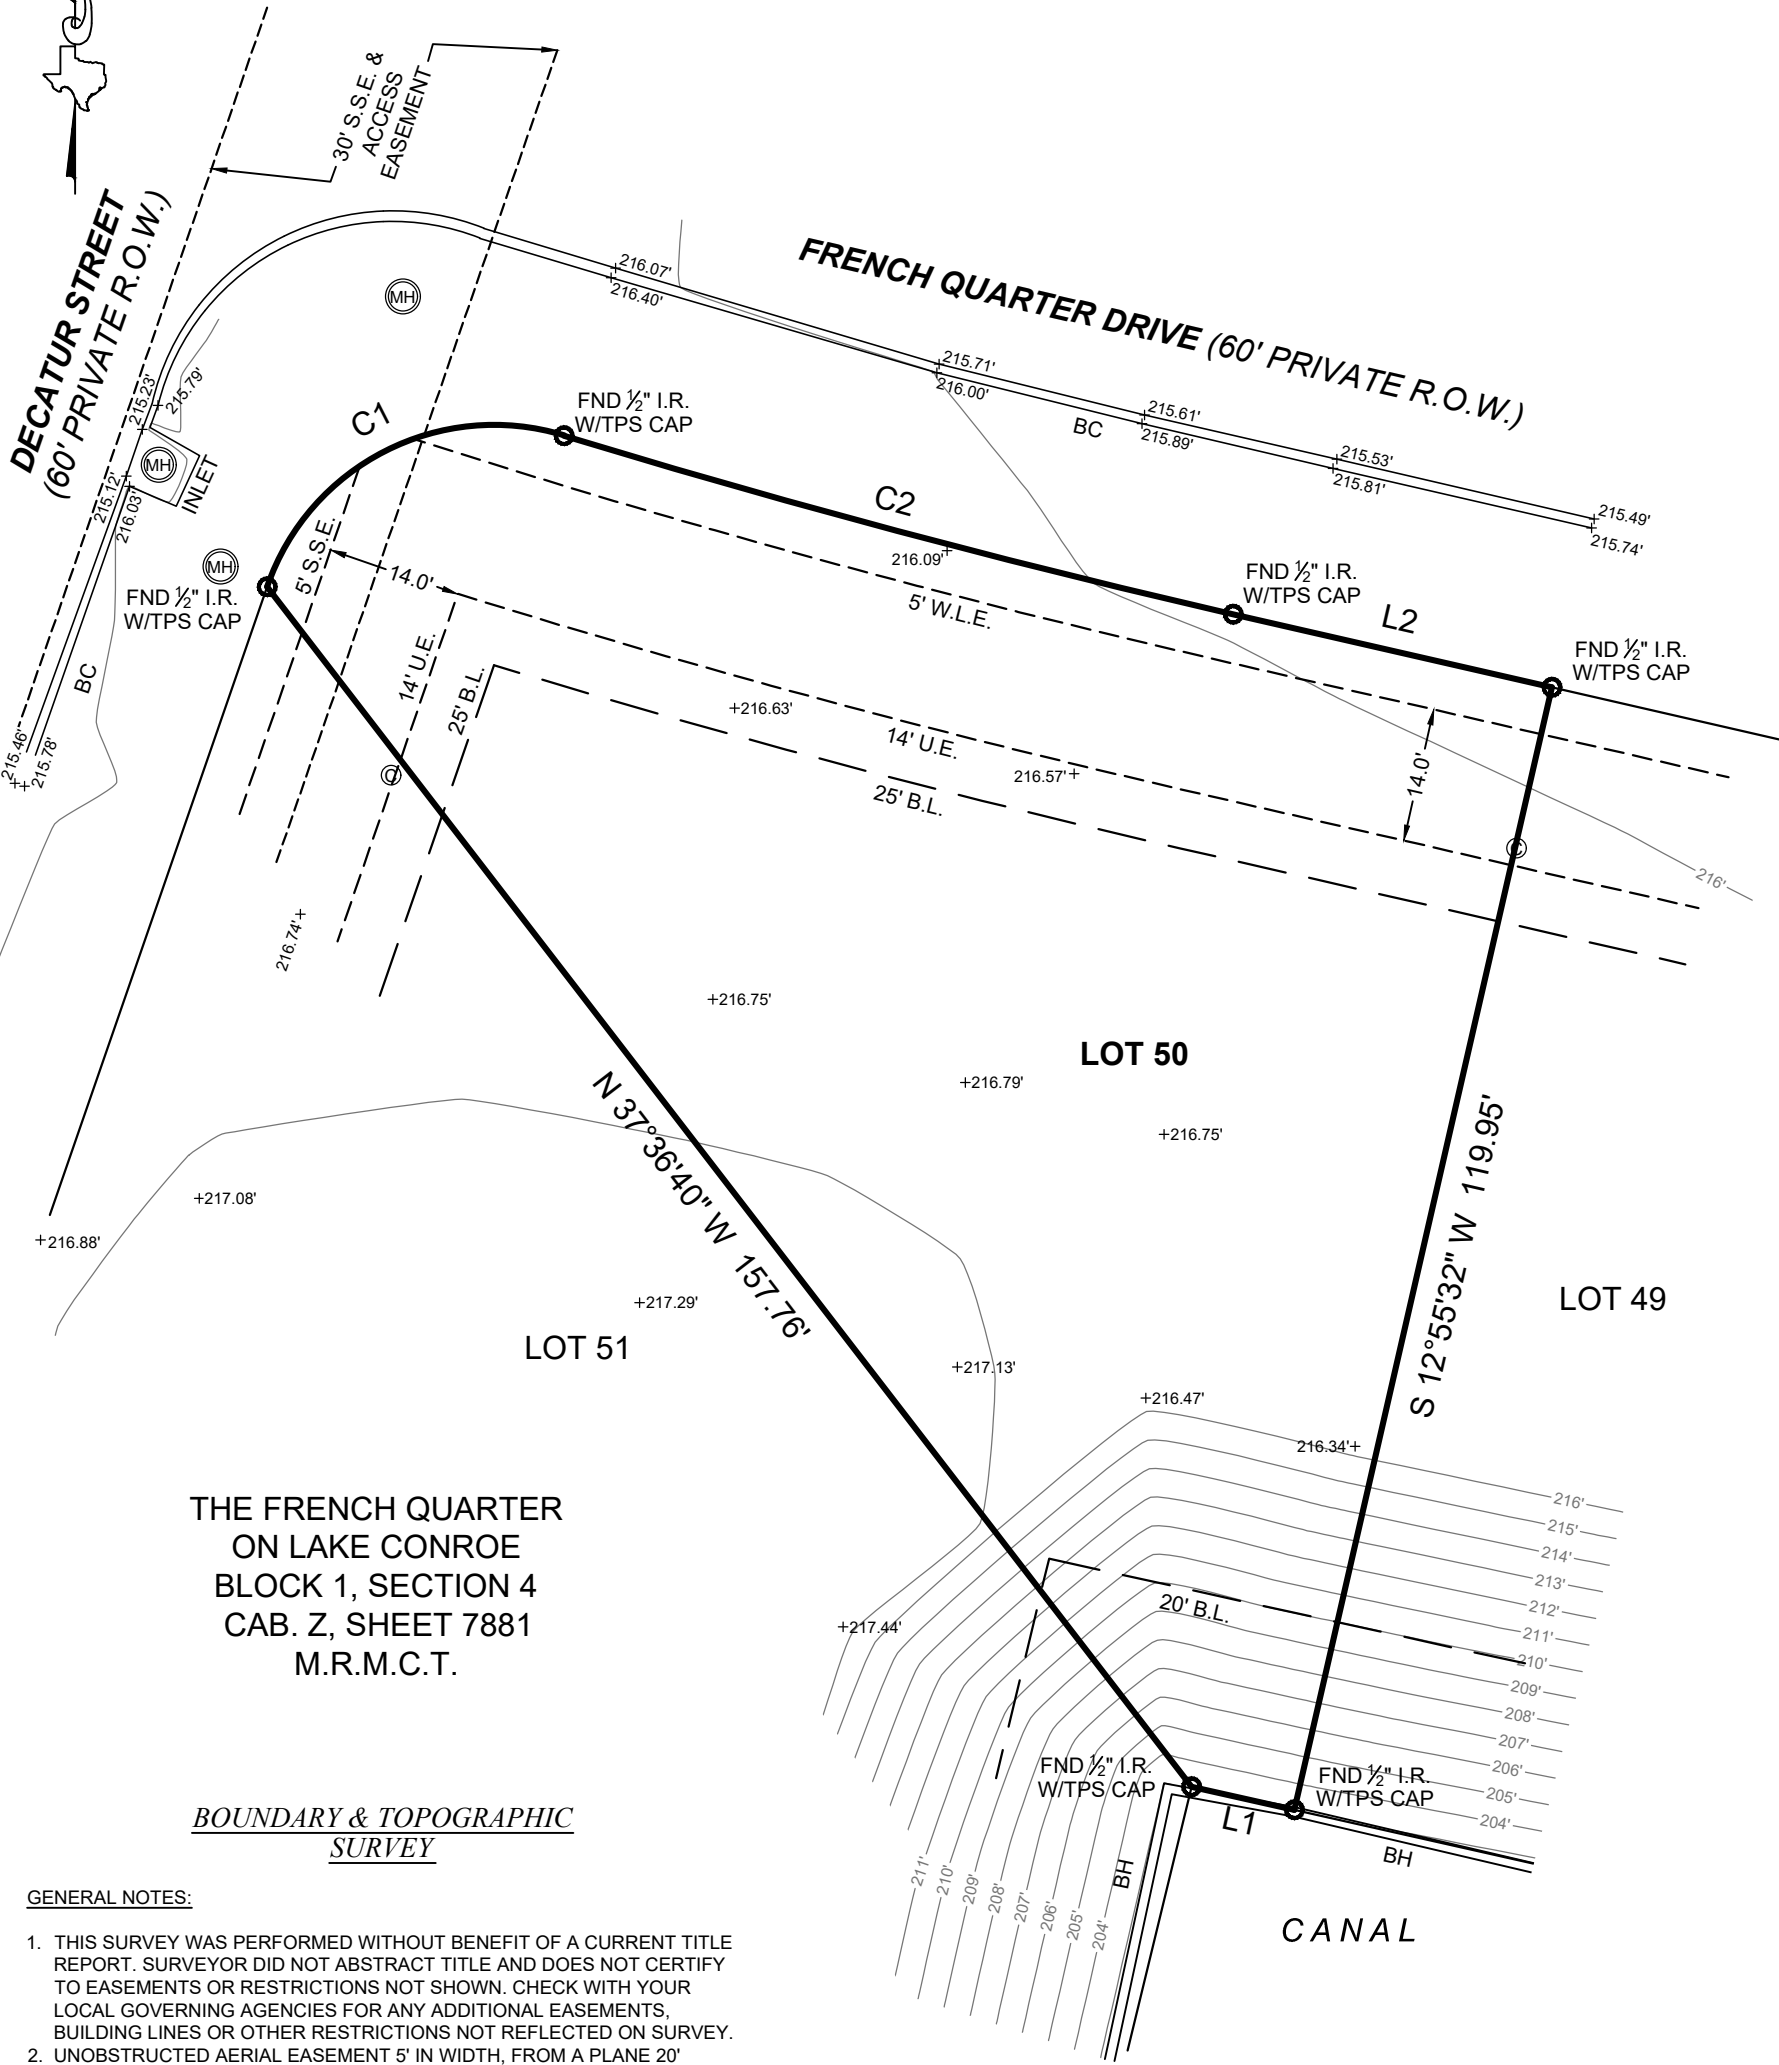 30' S.S.E. &
ACCESS
EASEMENT
DECATUR STREET
(60' PRIVATE R.O.W.)
FRENCH QUARTER DRIVE (60' PRIVATE R.O.W.)
216.07'
216.40'
MH
215.71'
216.00'
215.61'
215.89'
BC
215.53'
215.81'
215.49'
215.74'
215.23'
215.79'
C1
FND ½" I.R.
W/TPS CAP
MH
INLET
215.12'
216.03'
C2
216.09'
MH
FND ½" I.R.
W/TPS CAP
5' S.S.E.
14.0'
5' W.L.E.
FND ½" I.R.
W/TPS CAP
L2
FND ½" I.R.
W/TPS CAP
BC
14' U.E.
25' B.L.
216.63'
14' U.E.
216.57'
25' B.L.
14.0'
215.46'
215.78'
C
C
216'
216.74'
216.75'
LOT 50
216.79'
216.75'
N 37°36'40" W 157.76'
S 12°55'32" W 119.95'
217.08'
216.88'
217.29'
LOT 51
LOT 49
217.13'
216.47'
216.34'
THE FRENCH QUARTER
ON LAKE CONROE
BLOCK 1, SECTION 4
CAB. Z, SHEET 7881
M.R.M.C.T.
216'
215'
214'
213'
212'
211'
210'
209'
208'
207'
206'
205'
204'
20' B.L.
217.44'
FND ½" I.R.
W/TPS CAP
FND ½" I.R.
W/TPS CAP
L1
BH
BH
211'
210'
209'
208'
207'
206'
205'
204'
CANAL
BOUNDARY & TOPOGRAPHIC
SURVEY
GENERAL NOTES:
1. THIS SURVEY WAS PERFORMED WITHOUT BENEFIT OF A CURRENT TITLE
REPORT. SURVEYOR DID NOT ABSTRACT TITLE AND DOES NOT CERTIFY
TO EASEMENTS OR RESTRICTIONS NOT SHOWN. CHECK WITH YOUR
LOCAL GOVERNING AGENCIES FOR ANY ADDITIONAL EASEMENTS,
BUILDING LINES OR OTHER RESTRICTIONS NOT REFLECTED ON SURVEY.
2. UNOBSTRUCTED AERIAL EASEMENT 5' IN WIDTH, FROM A PLANE 20'